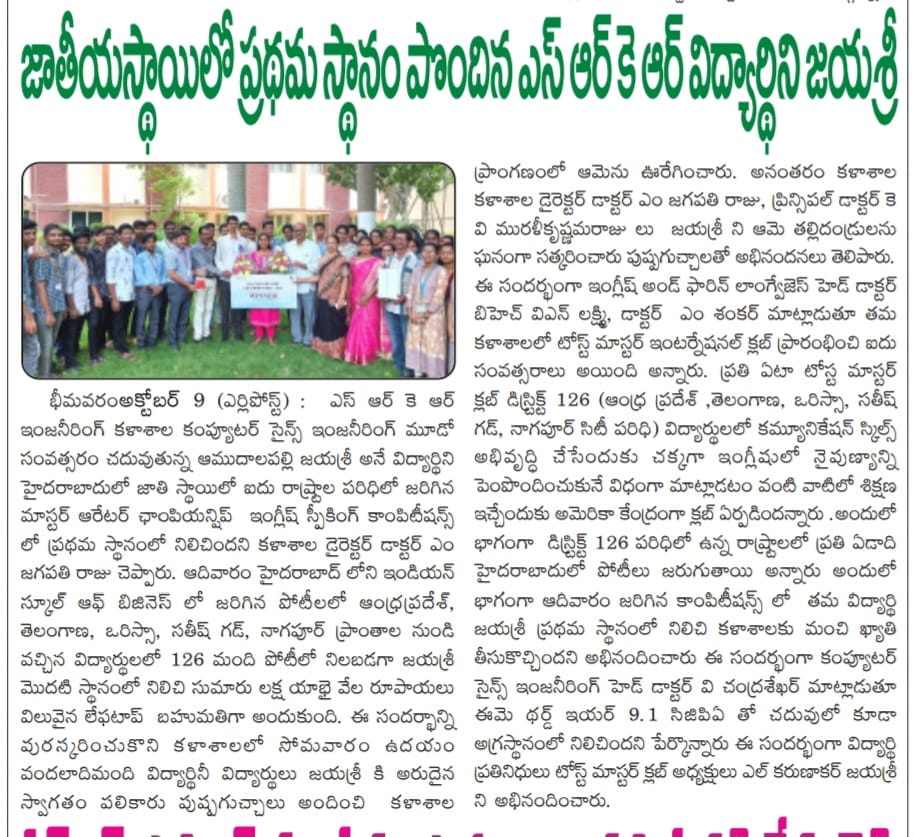 జాతీయస్థాయిలో ప్రథమ స్థానం పొందిన ఎస్ ఆర్ కె ఆర్ విద్యార్థిని జయశ్రీ
WINNER
భీమవరంఅక్టోబర్ 9 (ఎర్లిపోస్ట్) : ఎస్ ఆర్ కె ఆర్
ఇంజనీరింగ్ కళాశాల కంప్యూటర్ సైన్స్ ఇంజనీరింగ్ మూడో
సంవత్సరం చదువుతున్న ఆముదాలపల్లి జయశ్రీ అనే విద్యార్థిని
హైదరాబాదులో జాతి స్థాయిలో ఐదు రాష్ట్రాల పరిధిలో జరిగిన
మాస్టర్ ఆరేటర్ ఛాంపియన్షిప్ ఇంగ్లీష్ స్పీకింగ్ కాంపిటీషన్స్
లో ప్రథమ స్థానంలో నిలిచిందని కళాశాల డైరెక్టర్ డాక్టర్ ఎం
జగపతి రాజు చెప్పారు. ఆదివారం హైదరాబాద్ లోని ఇండియన్
స్కూల్ ఆఫ్ బిజినెస్ లో జరిగిన పోటీలలో ఆంధ్రప్రదేశ్,
తెలంగాణ, ఒరిస్సా, సతీష్ గడ్, నాగపూర్ ప్రాంతాల నుండి
వచ్చిన విద్యార్థులలో 126 మంది పోటీలో నిలబడగా జయశ్రీ
మొదటి స్థానంలో నిలిచి సుమారు లక్ష యాభై వేల రూపాయలు
విలువైన లేఫటాప్ బహుమతిగా అందుకుంది. ఈ సందర్భాన్ని
పురస్కరించుకొని కళాశాలలో సోమవారం ఉదయం
వందలాదిమంది విద్యార్థినీ విద్యార్థులు జయశ్రీ కి అరుదైన
స్వాగతం పలికారు పుష్పగుచ్చాలు అందించి కళాశాల
ప్రాంగణంలో ఆమెను ఊరేగించారు. అనంతరం కళాశాల
కళాశాల డైరెక్టర్ డాక్టర్ ఎం జగపతి రాజు, ప్రిన్సిపల్ డాక్టర్ కె
వి మురళీకృష్ణమరాజు లు జయశ్రీ ని ఆమె తల్లిదండ్రులను
ఘనంగా సత్కరించారు పుష్పగుచ్చాలతో అభినందనలు తెలిపారు.
ఈ సందర్భంగా ఇంగ్లీష్ అండ్ ఫారిన్ లాంగ్వేజెస్ హెడ్ డాక్టర్
బిహెచ్ విఎన్ లక్ష్మి, డాక్టర్ ఎం శంకర్ మాట్లాడుతూ తమ
కళాశాలలో టోస్ట్ మాస్టర్ ఇంటర్నేషనల్ క్లబ్ ప్రారంభించి ఐదు
సంవత్సరాలు అయింది అన్నారు. ప్రతి ఏటా టోస్ట మాస్టర్
క్లబ్ డిస్ట్రిక్ట్ 126 (ఆంధ్ర ప్రదేశ్ ,తెలంగాణ, ఒరిస్సా, సతీష్
గడ్, నాగపూర్ సిటీ పరిధి) విద్యార్థులలో కమ్యూనికేషన్ స్కిల్స్
అభివృద్ధి చేసేందుకు చక్కగా ఇంగ్లీషులో నైపుణ్యాన్ని
పెంపొందించుకునే విధంగా మాట్లాడటం వంటి వాటిలో శిక్షణ
ఇచ్చేందుకు అమెరికా కేంద్రంగా క్లబ్ ఏర్పడిందన్నారు .అందులో
భాగంగా డిస్ట్రిక్ట్ 126 పరిధిలో ఉన్న రాష్ట్రాలలో ప్రతి ఏడాది
హైదరాబాదులో పోటీలు జరుగుతాయి అన్నారు అందులో
భాగంగా ఆదివారం జరిగిన కాంపిటీషన్స్ లో తమ విద్యార్థి
జయశ్రీ ప్రథమ స్థానంలో నిలిచి కళాశాలకు మంచి ఖ్యాతి
తీసుకొచ్చిందని అభినందించారు ఈ సందర్భంగా కంప్యూటర్
సైన్స్ ఇంజనీరింగ్ హెడ్ డాక్టర్ వి చంద్రశేఖర్ మాట్లాడుతూ
ఈమె థర్డ్ ఇయర్ 9.1 సిజిపిఏ తో చదువులో కూడా
అగ్రస్థానంలో నిలిచిందని పేర్కొన్నారు ఈ సందర్భంగా విద్యార్థి
ప్రతినిధులు టోస్ట్ మాస్టర్ క్లబ్ అధ్యక్షులు ఎల్ కరుణాకర్ జయశ్రీ
ని అభినందించారు.